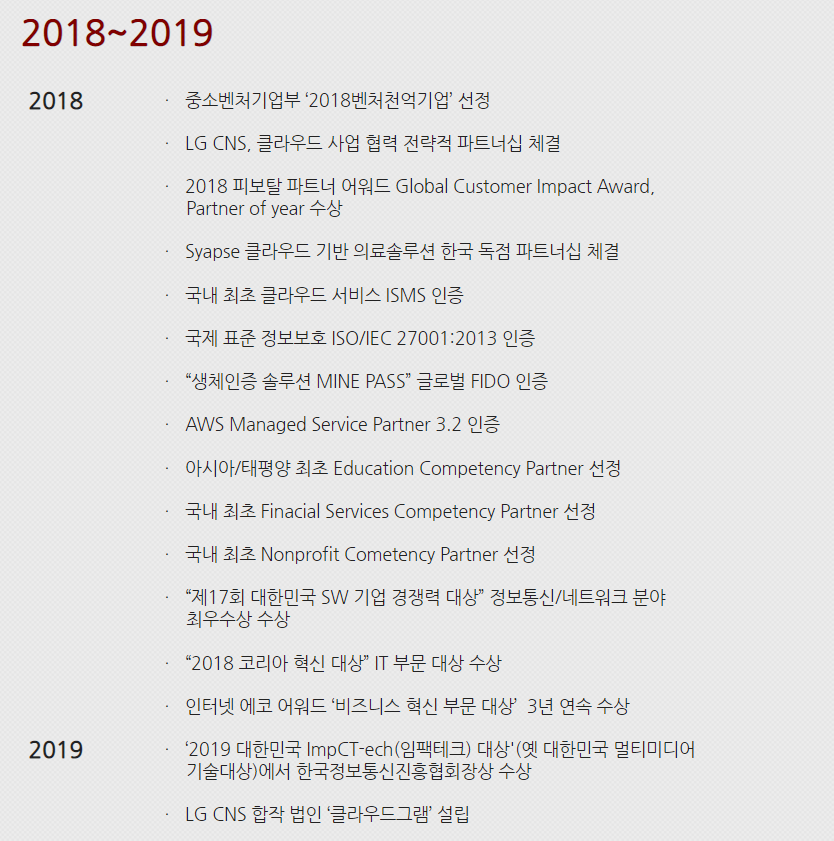 2018~2019
2018
· 중소벤처기업부 ‘2018벤처천억기업’ 선정
· LG CNS, 클라우드 사업 협력 전략적 파트너십 체결
· 2018 피보탈 파트너 어워드 Global Customer Impact Award,
Partner of year 수상
· Syapse 클라우드 기반 의료솔루션 한국 독점 파트너십 체결
· 국내 최초 클라우드 서비스 ISMS 인증
· 국제 표준 정보보호 ISO/IEC 27001:2013 인증
· “생체인증 솔루션 MINE PASS” 글로벌 FIDO 인증
· AWS Managed Service Partner 3.2 인증
· 아시아/태평양 최초 Education Competency Partner 선정
· 국내 최초 Finacial Services Competency Partner 선정
· 국내 최초 Nonprofit Cometency Partner 선정
· “제17회 대한민국 SW 기업 경쟁력 대상” 정보통신/네트워크 분야
최우수상 수상
· “2018 코리아 혁신 대상” IT 부문 대상 수상
· 인터넷 에코 어워드 ‘비즈니스 혁신 부문 대상’ 3년 연속 수상
2019
· ‘2019 대한민국 ImpCT-ech(임팩테크) 대상'(옛 대한민국 멀티미디어
기술대상)에서 한국정보통신진흥협회장상 수상
· LG CNS 합작 법인 ‘클라우드그램’ 설립